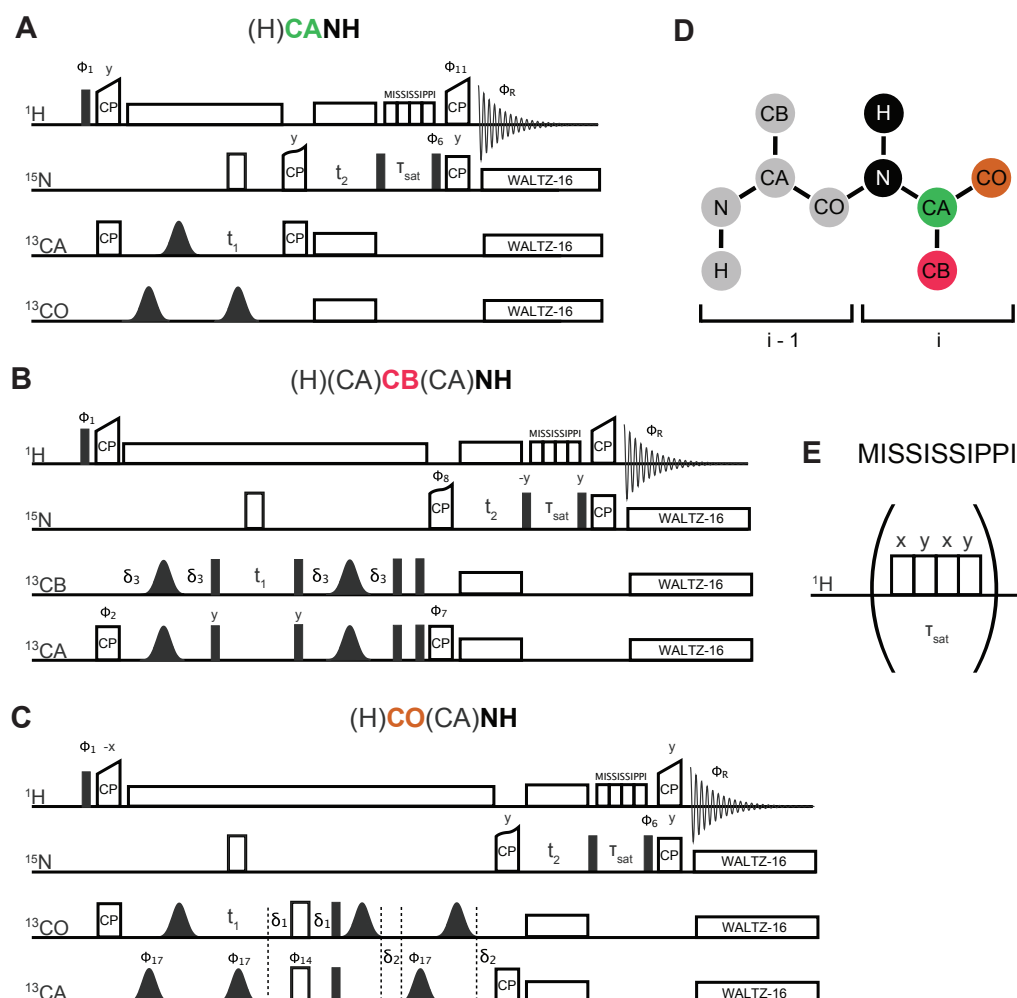 A
(H)CANH
Φ1 y Φ11
MISSISSIPPI
ΦR
1H CP CP
y Φ6 y
15N CP t2 τsat CP WALTZ-16
13CA CP t1 CP WALTZ-16
13CO WALTZ-16
B
(H)(CA)CB(CA)NH
Φ1
MISSISSIPPI
ΦR
1H CP CP
Φ8 -y y
15N CP t2 τsat CP WALTZ-16
13CB δ3 δ3 t1 δ3 δ3 WALTZ-16
Φ2 y y Φ7
13CA CP CP WALTZ-16
C
(H)CO(CA)NH
Φ1 -x y
MISSISSIPPI
ΦR
1H CP CP
y Φ6 y
15N CP t2 τsat CP WALTZ-16
13CO CP t1 δ1 δ1 WALTZ-16
Φ17 Φ17 Φ14 δ2 Φ17 δ2
13CA CP WALTZ-16
D
CB H
CA N CO
N CO CA
H CB
i - 1 i
E MISSISSIPPI
x y x y
1H
τsat